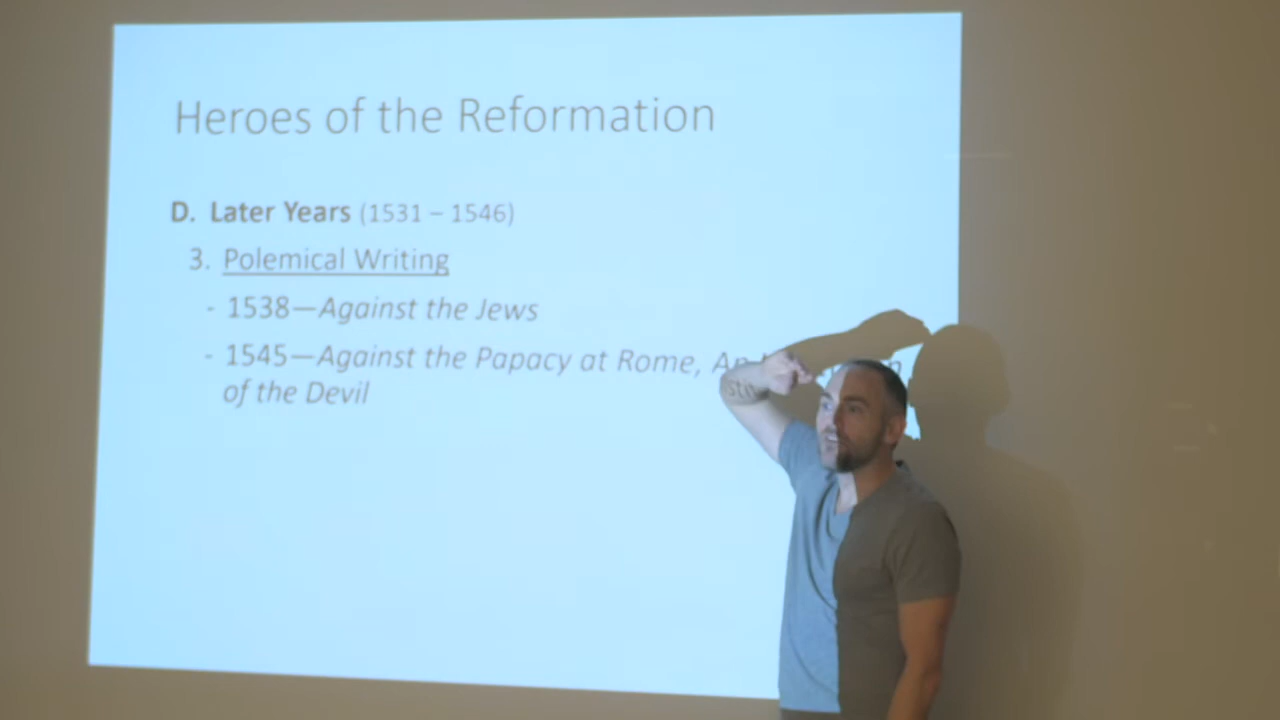 Heroes of the Reformation
D. Later Years (1531 – 1546)
3. Polemical Writing
- 1538—Against the Jews
- 1545—Against the Papacy at Rome, An
of the Devil